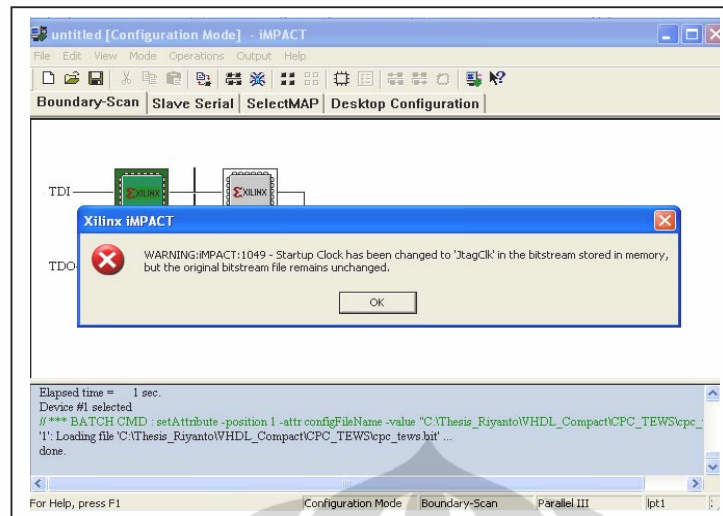 untitled [Configuration Mode] - iMPACT
File Edit View Mode Operations Output Help
Boundary-Scan Slave Serial SelectMAP Desktop Configuration
TDI
XILINX XILINX
Xilinx iMPACT
TDO
WARNING:iMPACT:1049 - Startup Clock has been changed to 'JtagClk' in the bitstream stored in memory,
but the original bitstream file remains unchanged.
OK
Elapsed time = 1 sec.
Device #1 selected
// *** BATCH CMD : setAttribute -position 1 -attr configFileName -value "C:\Thesis_Riyanto\VHDL_Compact\CPC_TEWS\cpc_
'1': Loading file 'C:\Thesis_Riyanto\VHDL_Compact\CPC_TEWS\cpc_tews.bit' ...
done.
For Help, press F1 Configuration Mode Boundary-Scan Parallel III lpt1